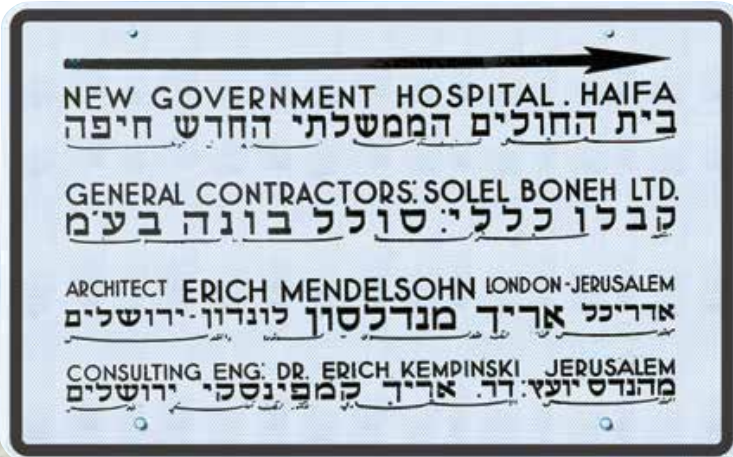 NEW GOVERNMENT HOSPITAL. HAIFA
בית החולים הממשלתי החדש חיפה
GENERAL CONTRACTORS: SOLEL BONEH LTD.
קבלן כללי: סולל בונה בע"מ
ARCHITECT ERICH MENDELSOHN LONDON-JERUSALEM
אדריכל אריך מנדלסון לונדון-ירושלים
CONSULTING ENG: DR. ERICH KEMPINSKI JERUSALEM
מהנדס יועץ: דר. אריך קמפינסקי ירושלים